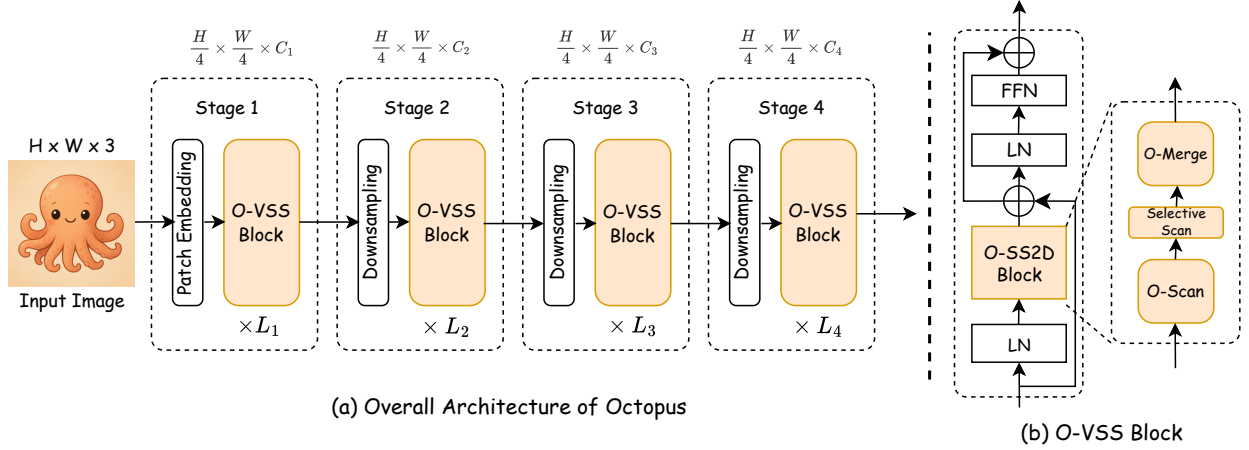 H/4 × W/4 × C₁
H/4 × W/4 × C₂
H/4 × W/4 × C₃
H/4 × W/4 × C₄
H x W x 3
Input Image
Stage 1
Patch Embedding
O-VSS
Block
× L₁
Stage 2
Downsampling
O-VSS
Block
× L₂
Stage 3
Downsampling
O-VSS
Block
× L₃
Stage 4
Downsampling
O-VSS
Block
× L₄
(a) Overall Architecture of Octopus
FFN
LN
O-SS2D
Block
LN
O-Merge
Selective
Scan
O-Scan
(b) O-VSS Block